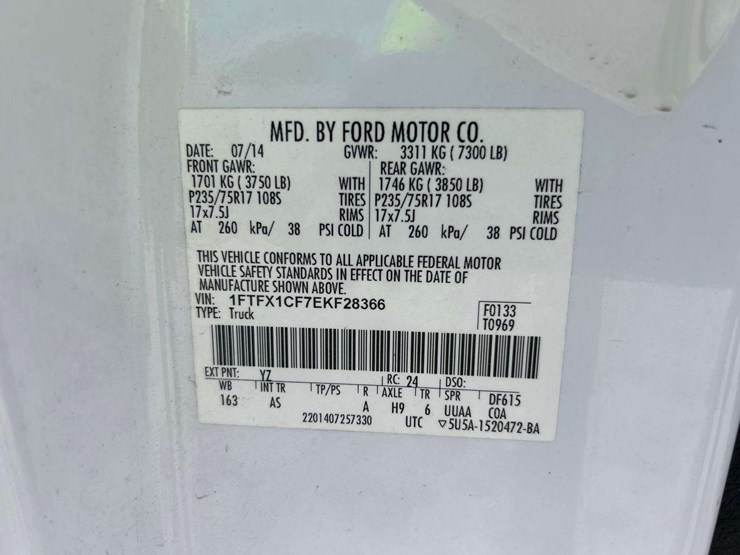 MFD. BY FORD MOTOR CO.
DATE: 07/14 GVWR: 3311 KG ( 7300 LB)
FRONT GAWR: REAR GAWR:
1701 KG ( 3750 LB) WITH 1746 KG ( 3850 LB) WITH
P235/75R17 108S TIRES P235/75R17 108S TIRES
17x7.5J RIMS 17x7.5J RIMS
AT 260 kPa/ 38 PSI COLD AT 260 kPa/ 38 PSI COLD
THIS VEHICLE CONFORMS TO ALL APPLICABLE FEDERAL MOTOR
VEHICLE SAFETY STANDARDS IN EFFECT ON THE DATE OF
MANUFACTURE SHOWN ABOVE.
VIN: 1FTFX1CF7EKF28366 F0133
TYPE: Truck T0969
EXT PNT: YZ RC: 24 DSO:
WB INT TR TP/PS R AXLE TR SPR DF615
163 AS A H9 6 UUAA COA
2201407257330 UTC ▽5U5A-1520472-BA